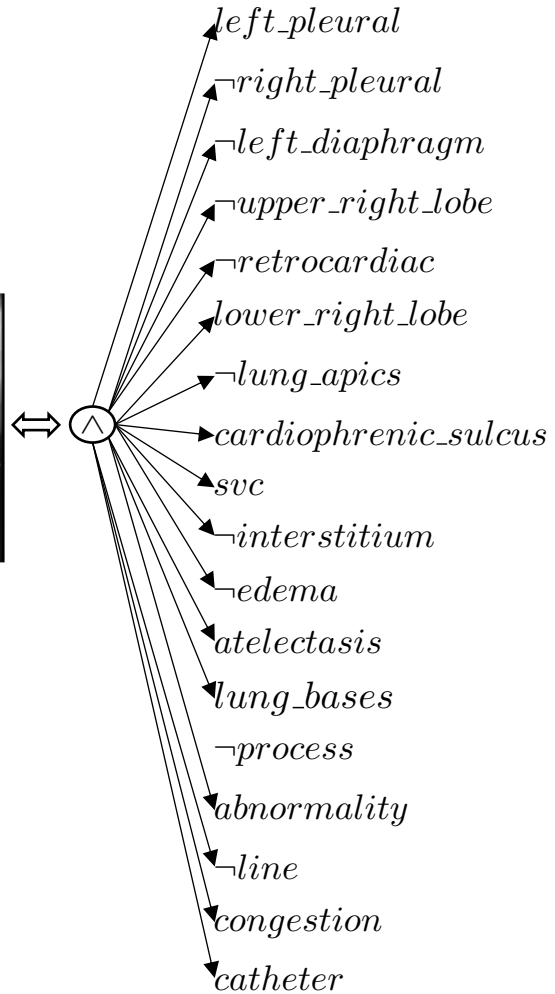 left_pleural
¬right_pleural
¬left_diaphragm
¬upper_right_lobe
¬retrocardiac
lower_right_lobe
¬lung_apics
∧
cardiophrenic_sulcus
svc
¬interstitium
¬edema
atelectasis
lung_bases
¬process
abnormality
¬line
congestion
catheter